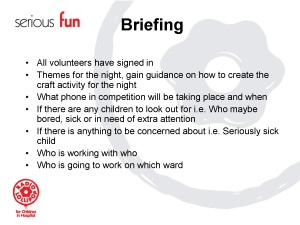 serious fun
Briefing
• All volunteers have signed in
• Themes for the night, gain guidance on how to create the
craft activity for the night
• What phone in competition will be taking place and when
• If there are any children to look out for i.e. Who maybe
bored, sick or in need of extra attention
• If there is anything to be concerned about i.e. Seriously sick
child
• Who is working with who
• Who is going to work on which ward
RADIO
LOLLIPOP
for Children
in Hospital